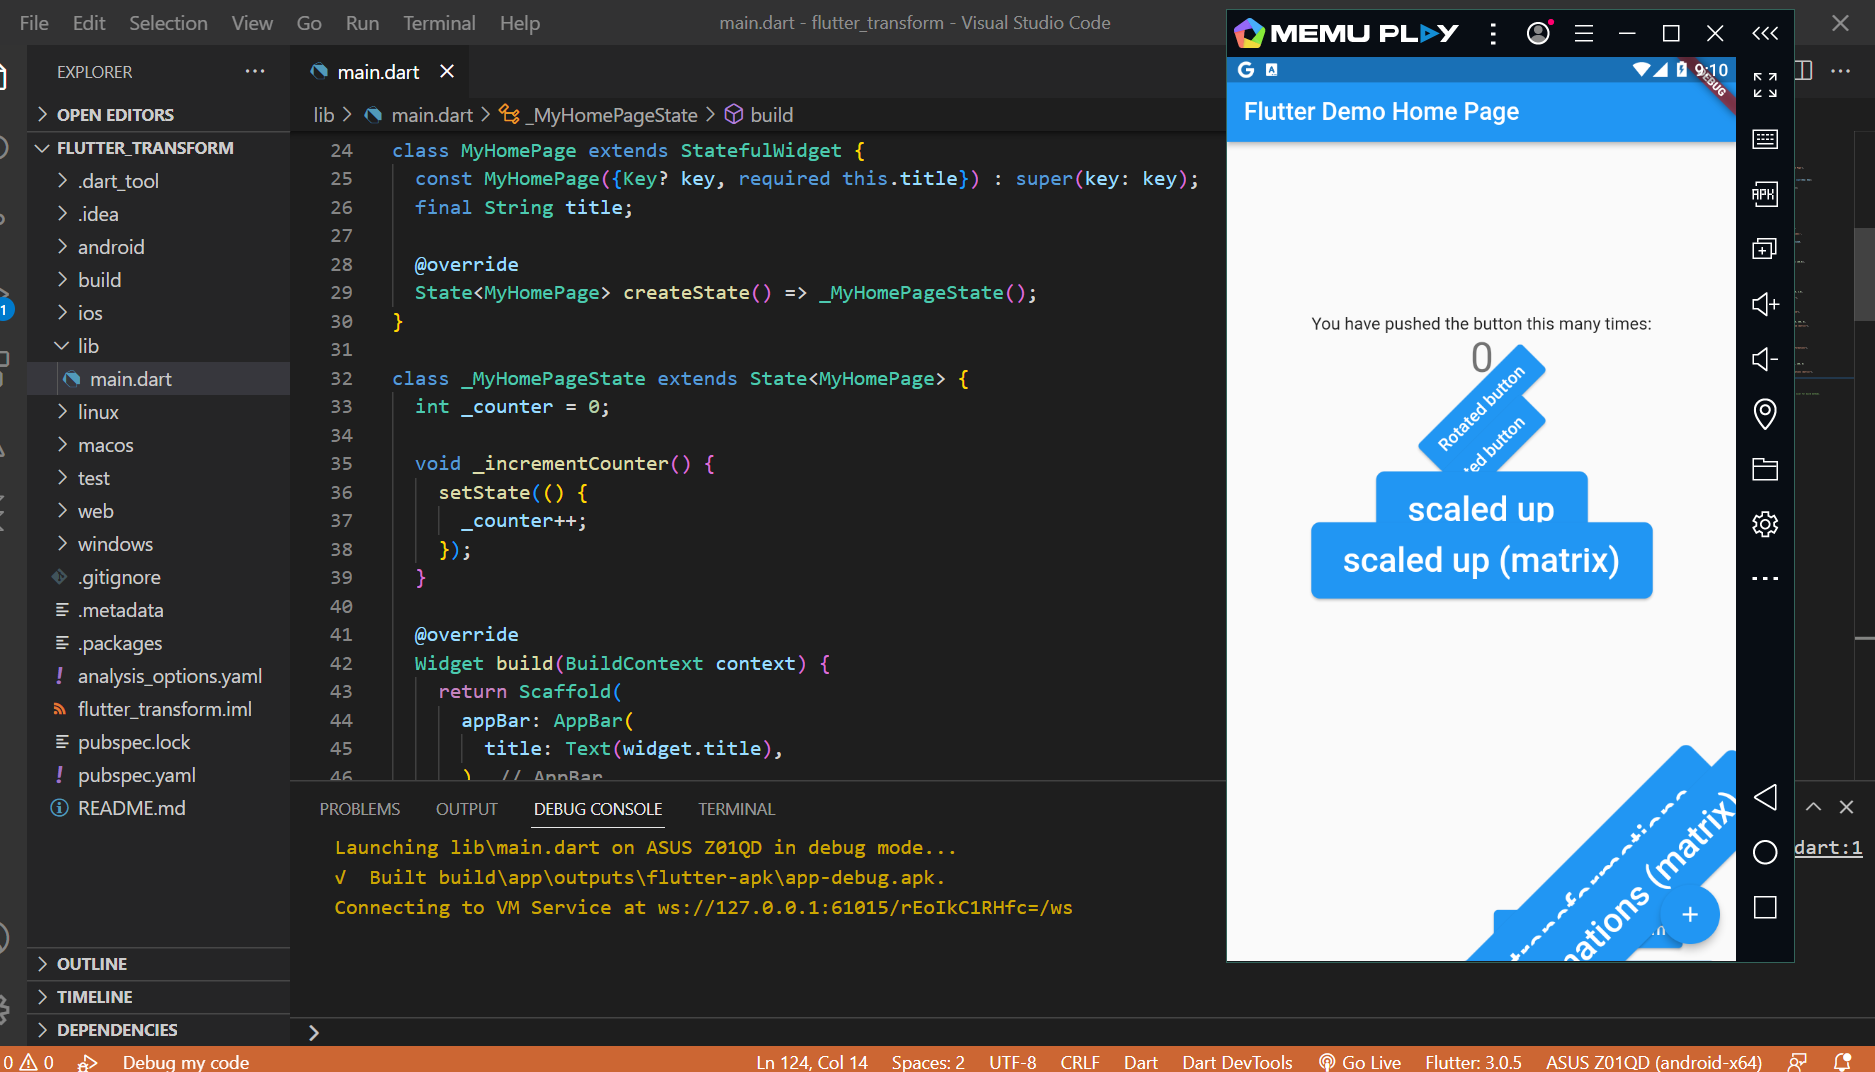 File Edit Selection View Go Run Terminal Help
main.dart - flutter_transform - Visual Studio Code
EXPLORER
OPEN EDITORS
FLUTTER_TRANSFORM
.dart_tool
.idea
android
build
ios
lib
main.dart
linux
macos
test
web
windows
.gitignore
.metadata
.packages
analysis_options.yaml
flutter_transform.iml
pubspec.lock
pubspec.yaml
README.md
OUTLINE
TIMELINE
DEPENDENCIES
1
main.dart
lib > main.dart > _MyHomePageState > build
24 class MyHomePage extends StatefulWidget {
25 const MyHomePage({Key? key, required this.title}) : super(key: key);
26 final String title;
27
28 @override
29 State<MyHomePage> createState() => _MyHomePageState();
30 }
31
32 class _MyHomePageState extends State<MyHomePage> {
33 int _counter = 0;
34
35 void _incrementCounter() {
36 setState(() {
37 _counter++;
38 });
39 }
40
41 @override
42 Widget build(BuildContext context) {
43 return Scaffold(
44 appBar: AppBar(
45 title: Text(widget.title),
46 ) // AppBar
PROBLEMS OUTPUT DEBUG CONSOLE TERMINAL
Launching lib\main.dart on ASUS Z01QD in debug mode...
√ Built build\app\outputs\flutter-apk\app-debug.apk.
Connecting to VM Service at ws://127.0.0.1:61015/rEoIkC1RHfc=/ws
dart:1
MEMU PLAY
G A 9:10
DEBUG
Flutter Demo Home Page
You have pushed the button this many times:
0
Rotated button
ted button
scaled up
scaled up (matrix)
transformations
ations (matrix)
+
APK
0 0 Debug my code Ln 124, Col 14 Spaces: 2 UTF-8 CRLF Dart Dart DevTools Go Live Flutter: 3.0.5 ASUS Z01QD (android-x64)